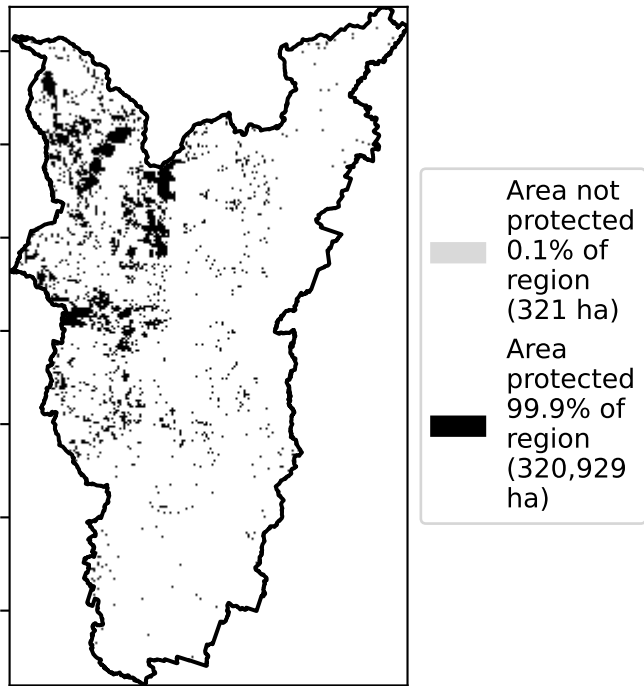 Area not
protected
0.1% of
region
(321 ha)
Area
protected
99.9% of
region
(320,929
ha)